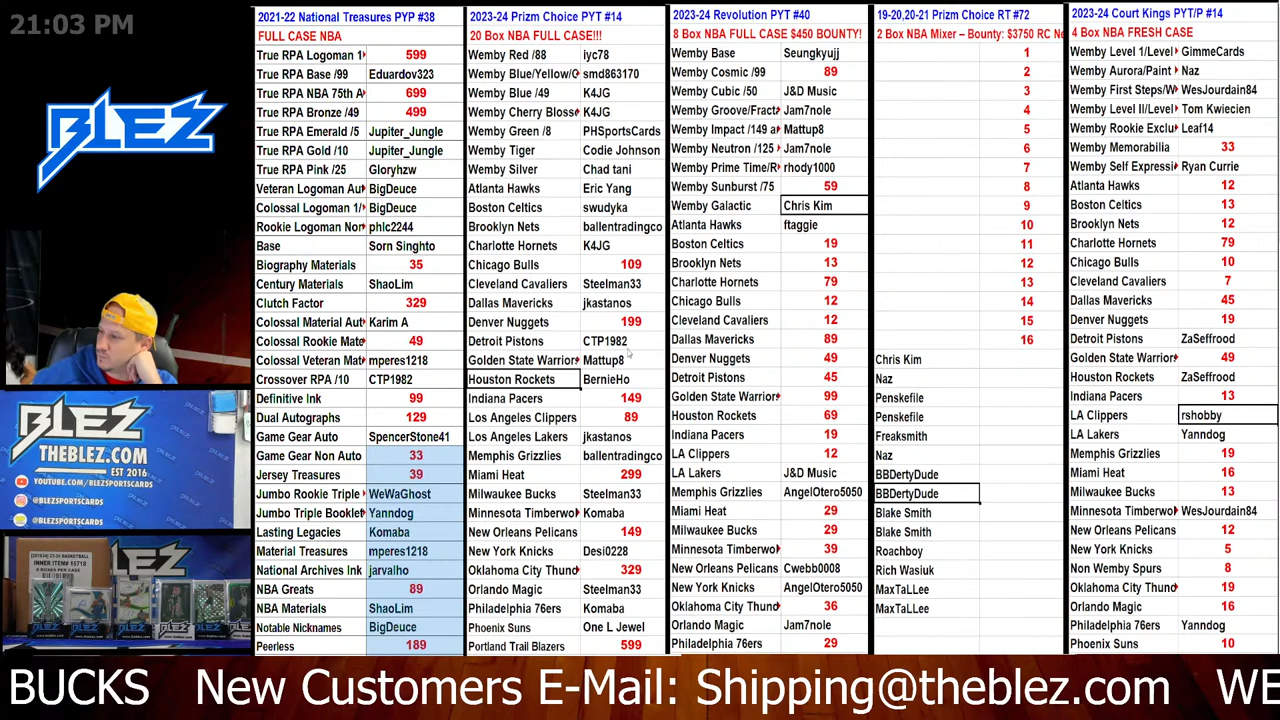 21:03 PM
BLEZ
BLEZ
THEBLEZ.COM
EST 2016
YOUTUBE.COM/BLEZSPORTSCARDS
@BLEZSPORTSCARDS
@BLEZSPORTSCARDS
23-24 BASKETBALL
INNER ITEM# 15718
2021-22 National Treasures PYP #38
FULL CASE NBA
True RPA Logoman 1 599
True RPA Base /99 Eduardov323
True RPA NBA 75th A 699
True RPA Bronze /49 499
True RPA Emerald /5 Jupiter_Jungle
True RPA Gold /10 Jupiter_Jungle
True RPA Pink /25 Gloryhzw
Veteran Logoman Au BigDeuce
Colossal Logoman 1/ BigDeuce
Rookie Logoman Non phlc2244
Base Sorn Singhto
Biography Materials 35
Century Materials ShaoLim
Clutch Factor 329
Colossal Material Aut Karim A
Colossal Rookie Mate 49
Colossal Veteran Mat mperes1218
Crossover RPA /10 CTP1982
Definitive Ink 99
Dual Autographs 129
Game Gear Auto SpencerStone41
Game Gear Non Auto 33
Jersey Treasures 39
Jumbo Rookie Triple WeWaGhost
Jumbo Triple Booklet Yanndog
Lasting Legacies Komaba
Material Treasures mperes1218
National Archives Ink jarvalho
NBA Greats 89
NBA Materials ShaoLim
Notable Nicknames BigDeuce
Peerless 189
2023-24 Prizm Choice PYT #14
20 Box NBA FULL CASE!!!
Wemby Red /88 iyc78
Wemby Blue/Yellow/G smd863170
Wemby Blue /49 K4JG
Wemby Cherry Bloss K4JG
Wemby Green /8 PHSportsCards
Wemby Tiger Codie Johnson
Wemby Silver Chad tani
Atlanta Hawks Eric Yang
Boston Celtics swudyka
Brooklyn Nets ballentradingco
Charlotte Hornets K4JG
Chicago Bulls 109
Cleveland Cavaliers Steelman33
Dallas Mavericks jkastanos
Denver Nuggets 199
Detroit Pistons CTP1982
Golden State Warrior Mattup8
Houston Rockets BernieHo
Indiana Pacers 149
Los Angeles Clippers 89
Los Angeles Lakers jkastanos
Memphis Grizzlies ballentradingco
Miami Heat 299
Milwaukee Bucks Steelman33
Minnesota Timberwo Komaba
New Orleans Pelicans 149
New York Knicks Desi0228
Oklahoma City Thun 329
Orlando Magic Steelman33
Philadelphia 76ers Komaba
Phoenix Suns One L Jewel
Portland Trail Blazers 599
2023-24 Revolution PYT #40
8 Box NBA FULL CASE $450 BOUNTY!
Wemby Base Seungkyujj
Wemby Cosmic /99 89
Wemby Cubic /50 J&D Music
Wemby Groove/Fract Jam7nole
Wemby Impact /149 a Mattup8
Wemby Neutron /125 Jam7nole
Wemby Prime Time/R rhody1000
Wemby Sunburst /75 59
Wemby Galactic Chris Kim
Atlanta Hawks ftaggie
Boston Celtics 19
Brooklyn Nets 13
Charlotte Hornets 79
Chicago Bulls 12
Cleveland Cavaliers 12
Dallas Mavericks 89
Denver Nuggets 49
Detroit Pistons 45
Golden State Warrior 99
Houston Rockets 69
Indiana Pacers 19
LA Clippers 12
LA Lakers J&D Music
Memphis Grizzlies AngelOtero5050
Miami Heat 29
Milwaukee Bucks 29
Minnesota Timberwo 39
New Orleans Pelicans Cwebb0008
New York Knicks AngelOtero5050
Oklahoma City Thund 36
Orlando Magic Jam7nole
Philadelphia 76ers 29
19-20,20-21 Prizm Choice RT #72
2 Box NBA Mixer – Bounty: $3750 RC Ne
1
2
3
4
5
6
7
8
9
10
11
12
13
14
15
16
Chris Kim
Naz
Penskefile
Penskefile
Freaksmith
Naz
BBDertyDude
BBDertyDude
Blake Smith
Blake Smith
Roachboy
Rich Wasiuk
MaxTaLLee
MaxTaLLee
2023-24 Court Kings PYT/P #14
4 Box NBA FRESH CASE
Wemby Level 1/Level GimmeCards
Wemby Aurora/Paint Naz
Wemby First Steps/W WesJourdain84
Wemby Level II/Level Tom Kwiecien
Wemby Rookie Exclu Leaf14
Wemby Memorabilia 33
Wemby Self Expressi Ryan Currie
Atlanta Hawks 12
Boston Celtics 13
Brooklyn Nets 12
Charlotte Hornets 79
Chicago Bulls 10
Cleveland Cavaliers 7
Dallas Mavericks 45
Denver Nuggets 19
Detroit Pistons ZaSeffrood
Golden State Warrior 49
Houston Rockets ZaSeffrood
Indiana Pacers 13
LA Clippers rshobby
LA Lakers Yanndog
Memphis Grizzlies 19
Miami Heat 16
Milwaukee Bucks 13
Minnesota Timberwo WesJourdain84
New Orleans Pelicans 12
New York Knicks 5
Non Wemby Spurs 8
Oklahoma City Thun 19
Orlando Magic 16
Philadelphia 76ers Yanndog
Phoenix Suns 10
BUCKS New Customers E-Mail: Shipping@theblez.com WE